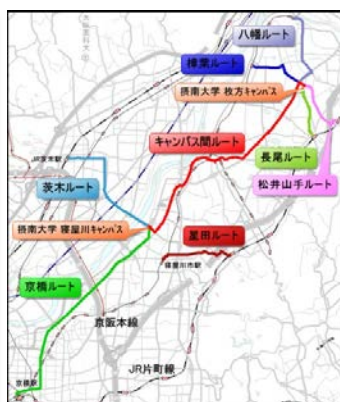 八幡ルート
樟葉ルート
摂南大学 枚方キャンパス
キャンパス間ルート
長尾ルート
松井山手ルート
JR茨木駅
茨木ルート
摂南大学 寝屋川キャンパス
星田ルート
寝屋川市駅
京橋ルート
京阪本線
JR片町線
京橋駅